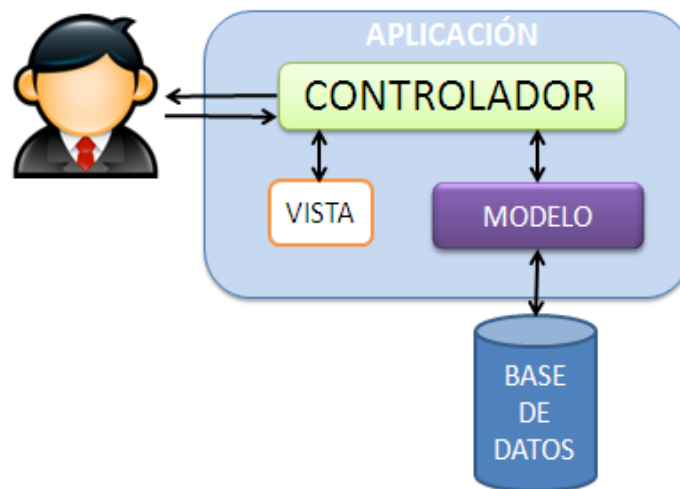 APLICACIÓN
CONTROLADOR
VISTA
MODELO
BASE
DE
DATOS